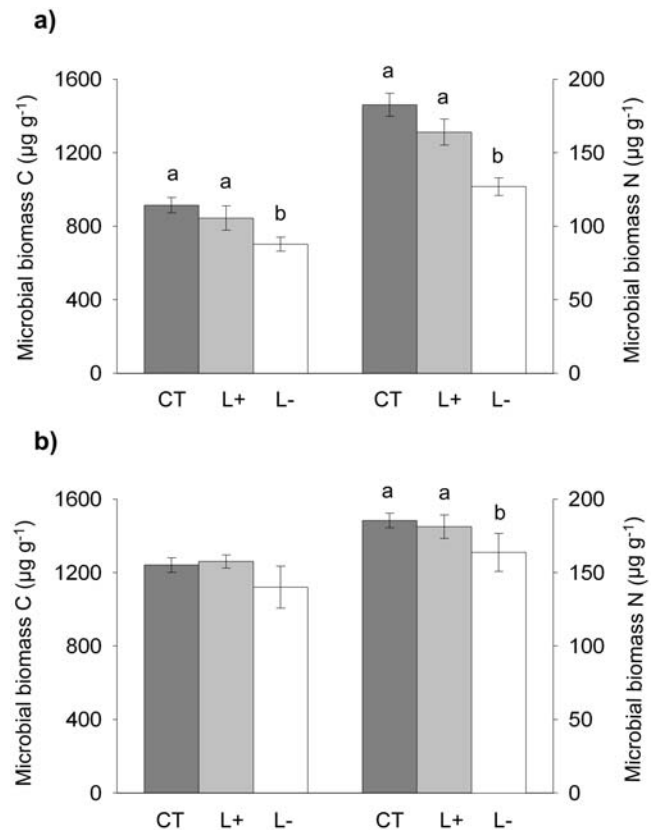 a)
Microbial biomass C (µg g⁻¹)
1600
1200
800
400
0
a a b
a a b
CT L+ L-
CT L+ L-
200
150
100
50
0
Microbial biomass N (µg g⁻¹)
b)
Microbial biomass C (µg g⁻¹)
1600
1200
800
400
0
a a b
CT L+ L-
CT L+ L-
200
150
100
50
0
Microbial biomass N (µg g⁻¹)